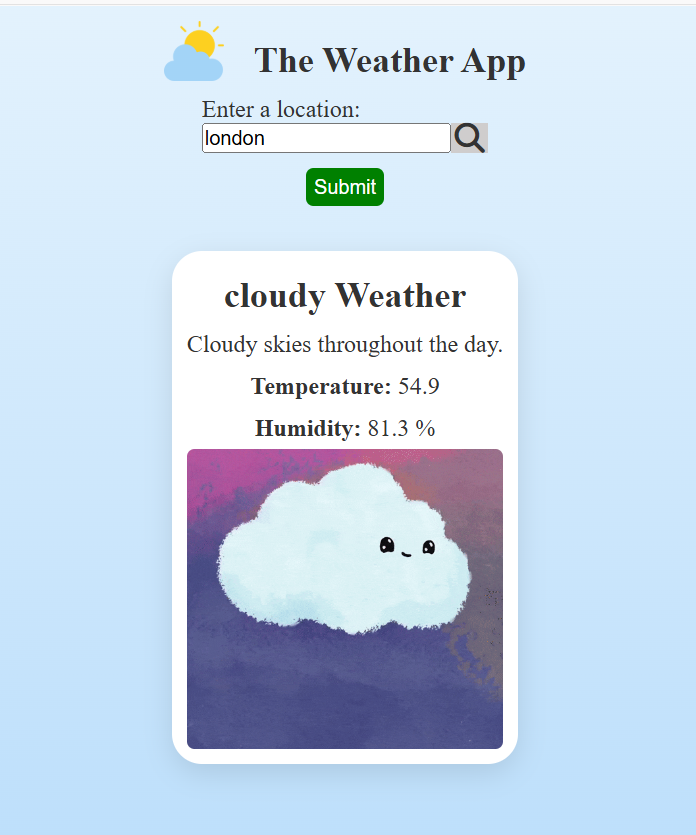 The Weather App
Enter a location:
london
Submit
cloudy Weather
Cloudy skies throughout the day.
Temperature: 54.9
Humidity: 81.3 %